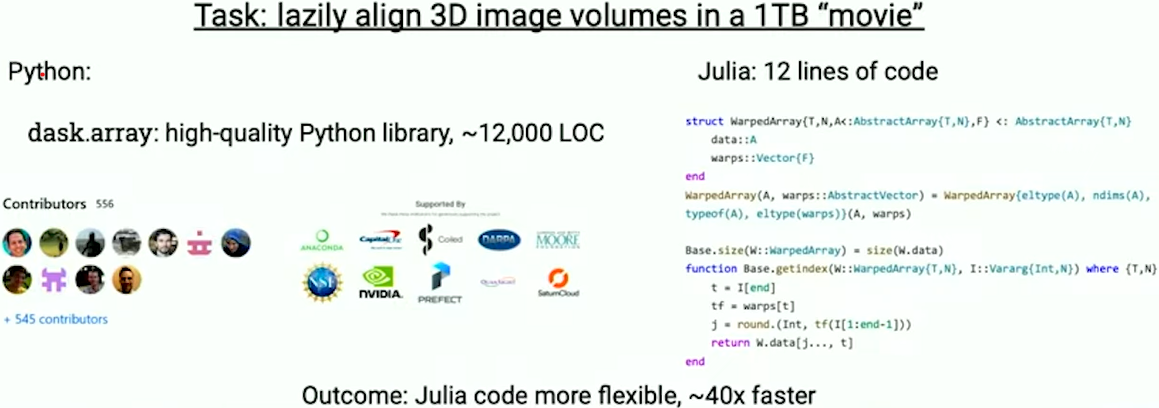 Task: lazily align 3D image volumes in a 1TB “movie”
Python:
dask.array: high-quality Python library, ~12,000 LOC
Contributors 556
+ 545 contributors
Supported By
ANACONDA
Capital One
Coiled
DARPA
MOORE
NSF
NVIDIA.
PREFECT
SaturnCloud
Julia: 12 lines of code
struct WarpedArray{T,N,A<:AbstractArray{T,N},F} <: AbstractArray{T,N}
data::A
warps::Vector{F}
end
WarpedArray(A, warps::AbstractVector) = WarpedArray{eltype(A), ndims(A),
typeof(A), eltype(warps)}(A, warps)
Base.size(W::WarpedArray) = size(W.data)
function Base.getindex(W::WarpedArray{T,N}, I::Vararg{Int,N}) where {T,N}
t = I[end]
tf = warps[t]
j = round.(Int, tf(I[1:end-1]))
return W.data[j..., t]
end
Outcome: Julia code more flexible, ~40x faster